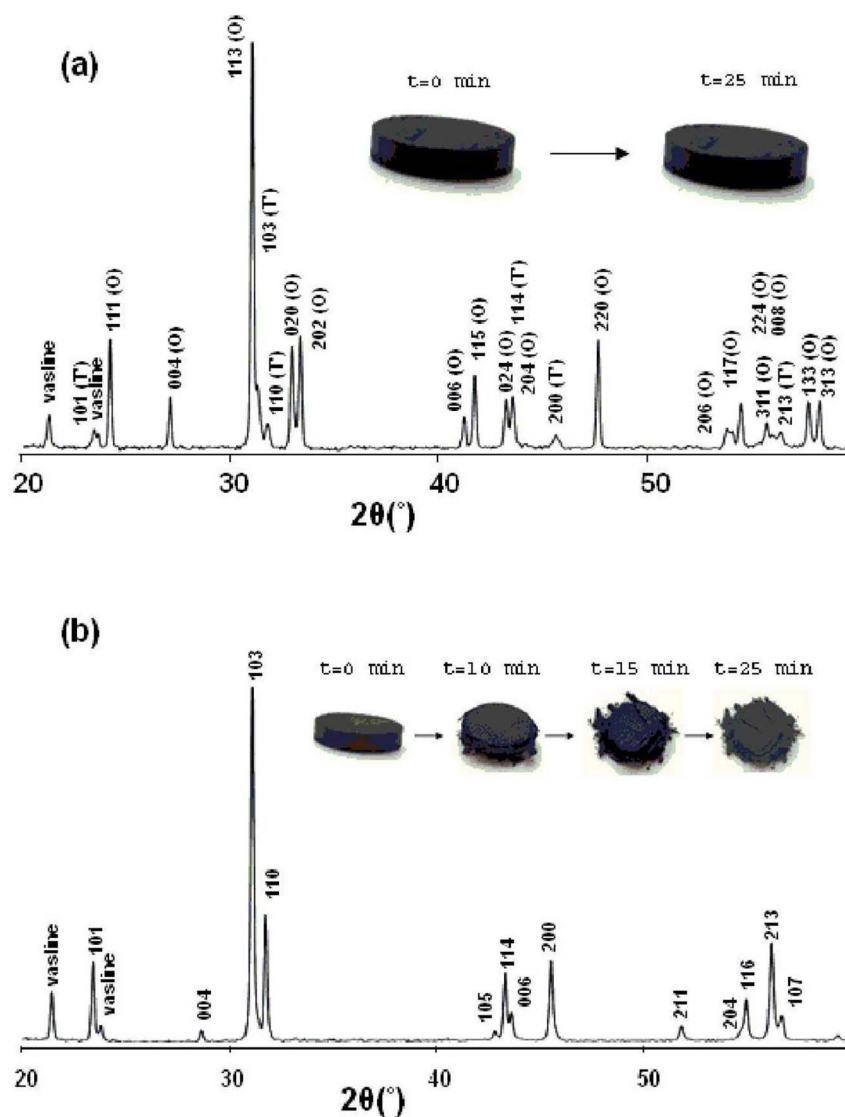 (a)
t=0 min
t=25 min
vasline
101 (T')
vasline
111 (O)
004 (O)
113 (O)
103 (T')
110 (T')
020 (O)
202 (O)
006 (O)
115 (O)
024 (O)
204 (O)
114 (T')
200 (T')
220 (O)
206 (O)
117(O)
311 (O)
224 (O)
213 (T')
008 (O)
133 (O)
313 (O)
20 30 40 50
2θ(°)
(b)
t=0 min
t=10 min
t=15 min
t=25 min
vasline
101
vasline
004
103
110
105
114
006
200
211
204
116
213
107
20 30 40 50
2θ(°)